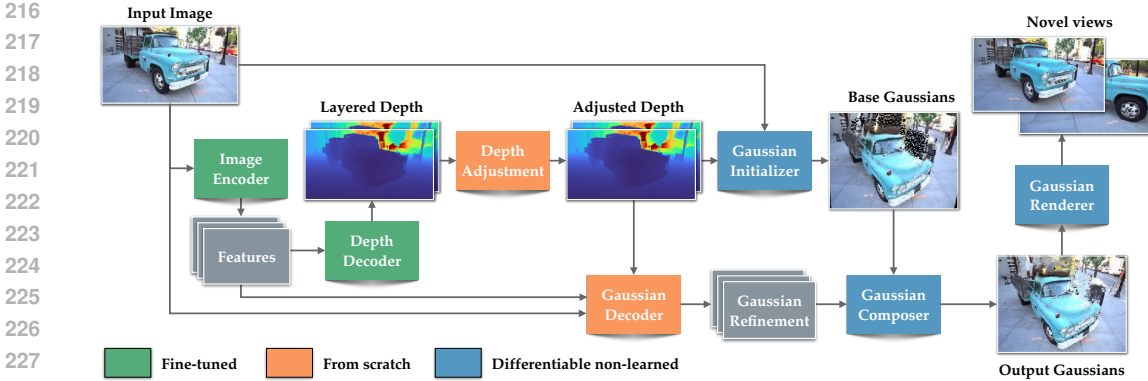 216
217
218
219
220
221
222
223
224
225
226
227
Input Image
Novel views
Layered Depth
Adjusted Depth
Base Gaussians
Image
Encoder
Depth
Adjustment
Gaussian
Initializer
Gaussian
Renderer
Features
Depth
Decoder
Gaussian
Decoder
Gaussian
Refinement
Gaussian
Composer
Output Gaussians
Fine-tuned
From scratch
Differentiable non-learned